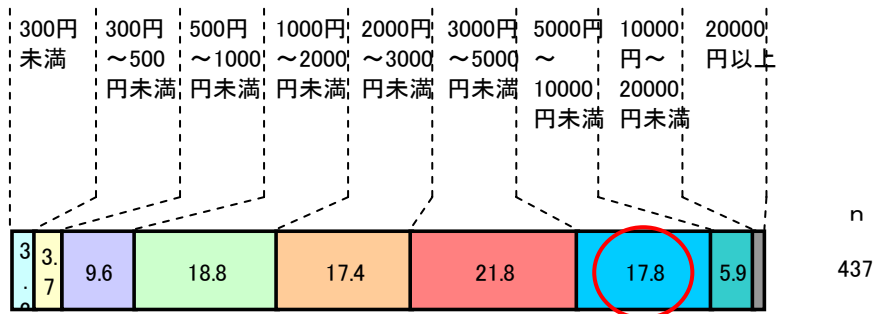 300円
未満
300円
～500
円未満
500円
～1000
円未満
1000円
～2000
円未満
2000円
～3000
円未満
3000円
～5000
円未満
5000円
～
10000
円未満
10000
円～
20000
円未満
20000
円以上
n
3.
3.
7
9.6
18.8
17.4
21.8
17.8
5.9
437